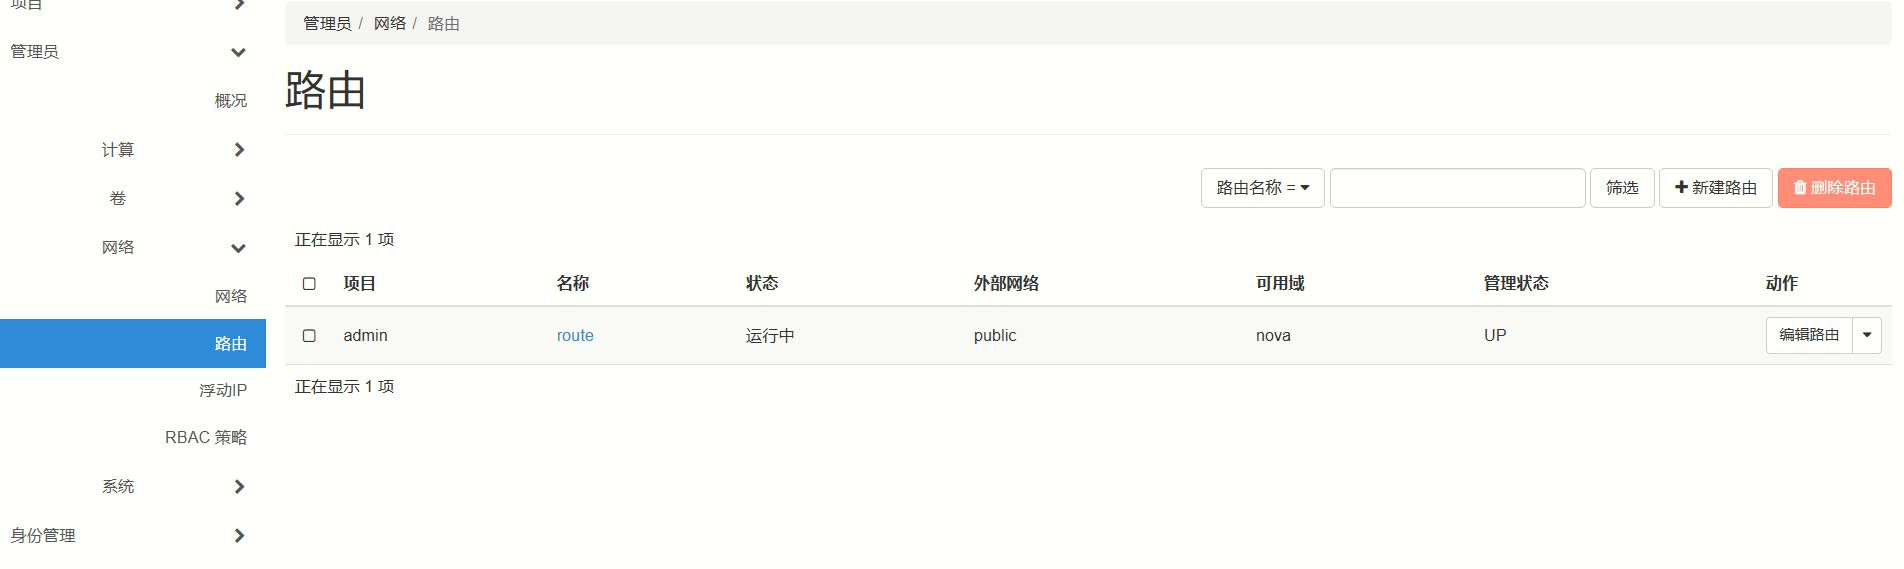 项目
管理员
概况
计算
卷
网络
网络
路由
浮动IP
RBAC 策略
系统
身份管理
管理员 / 网络 / 路由
路由
路由名称 = 筛选 新建路由 删除路由
正在显示 1 项
项目 名称 状态 外部网络 可用域 管理状态 动作
admin route 运行中 public nova UP 编辑路由
正在显示 1 项